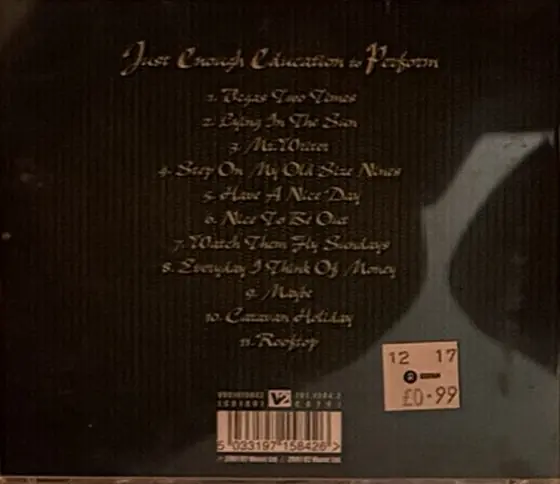 Just Enough Education to Perform
1. Vegas Two Times
2. Lying In The Sun
3. Mr. Writer
4. Step On My Old Size Nines
5. Have A Nice Day
6. Nice To Be Out
7. Watch Them Fly Sundays
8. Everyday I Think Of Money
9. Maybe
10. Caravan Holiday
11. Rooftop
12 17
£0.99
V2
5 033197 158426 >